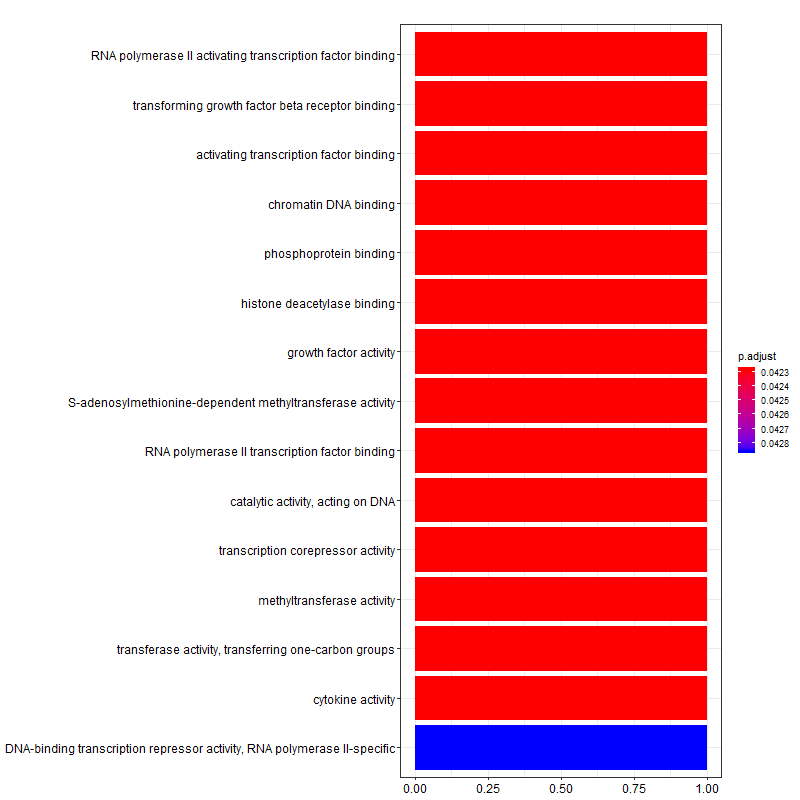 RNA polymerase II activating transcription factor binding
transforming growth factor beta receptor binding
activating transcription factor binding
chromatin DNA binding
phosphoprotein binding
histone deacetylase binding
growth factor activity
S-adenosylmethionine-dependent methyltransferase activity
RNA polymerase II transcription factor binding
catalytic activity, acting on DNA
transcription corepressor activity
methyltransferase activity
transferase activity, transferring one-carbon groups
cytokine activity
DNA-binding transcription repressor activity, RNA polymerase II-specific
0.00 0.25 0.50 0.75 1.00
p.adjust
0.0423
0.0424
0.0425
0.0426
0.0427
0.0428